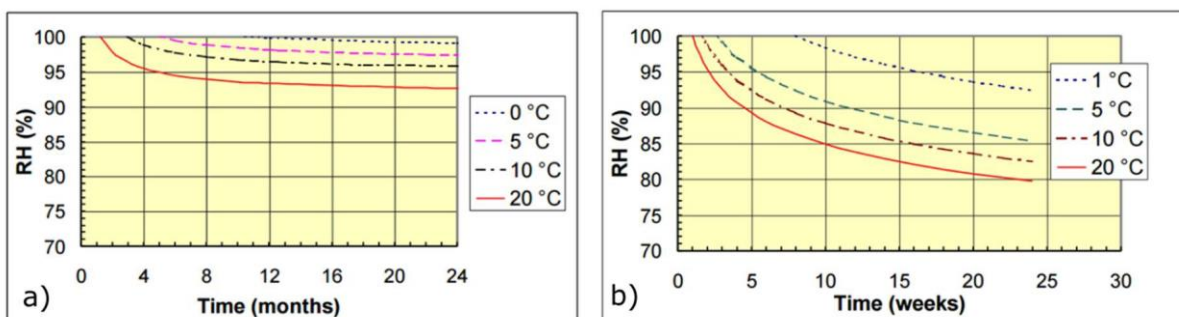 100
95
90
85
80
75
70
RH (%)
0 4 8 12 16 20 24
Time (months)
0 °C
5 °C
10 °C
20 °C
a)
100
95
90
85
80
75
70
RH (%)
0 5 10 15 20 25 30
Time (weeks)
1 °C
5 °C
10 °C
20 °C
b)